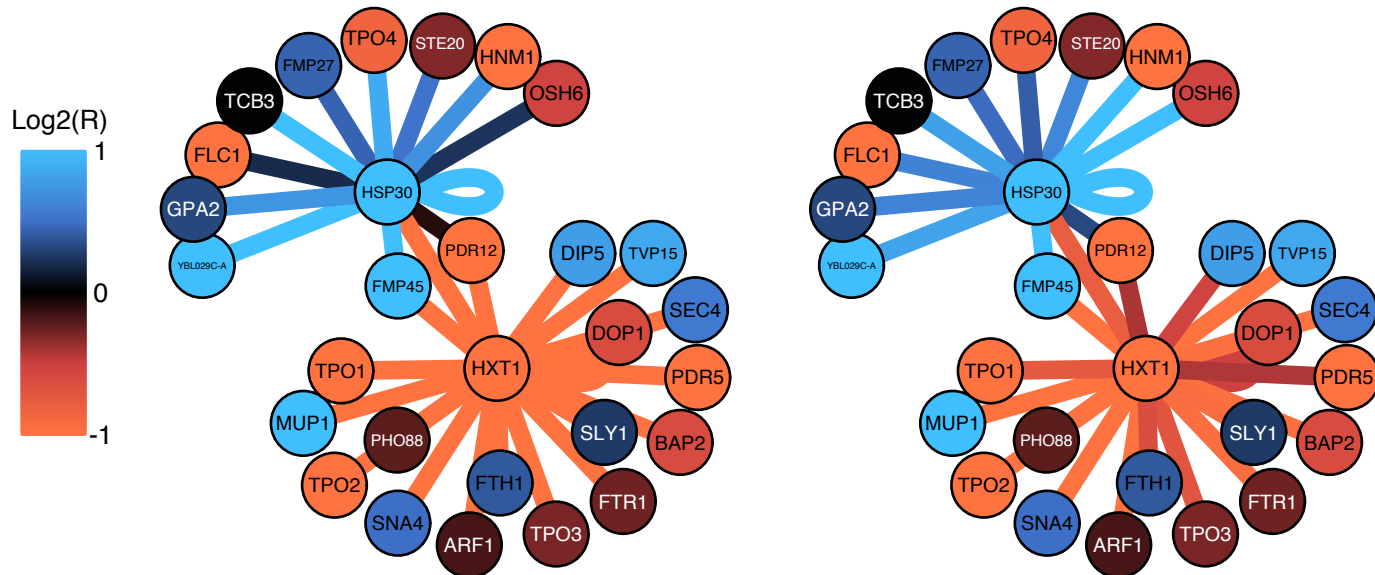 Log2(R)
1
0
-1
TPO4
STE20
HNM1
FMP27
OSH6
TCB3
FLC1
HSP30
GPA2
YBL029C-A
PDR12
FMP45
DIP5
TVP15
SEC4
DOP1
HXT1
PDR5
TPO1
MUP1
PHO88
SLY1
BAP2
TPO2
FTH1
FTR1
SNA4
TPO3
ARF1
TPO4
STE20
HNM1
FMP27
OSH6
TCB3
FLC1
HSP30
GPA2
YBL029C-A
PDR12
FMP45
DIP5
TVP15
SEC4
DOP1
HXT1
PDR5
TPO1
MUP1
PHO88
SLY1
BAP2
TPO2
FTH1
FTR1
SNA4
TPO3
ARF1